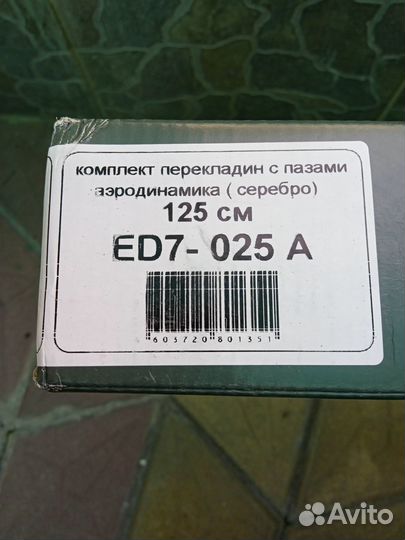 комплект перекладин с пазами
аэродинамика ( серебро)
125 см
ED7- 025 A
603720 801351
Avito